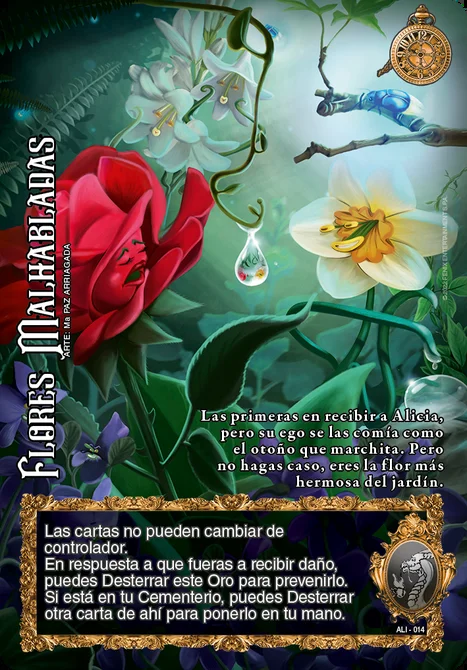 FLORES MALHABLADAS
ARTE: Mª PAZ ARRIAGADA
Las primeras en recibir a Alicia,
pero su ego se las comía como
el otoño que marchita. Pero
no hagas caso, eres la flor más
hermosa del jardín.
Las cartas no pueden cambiar de
controlador.
En respuesta a que fueras a recibir daño,
puedes Desterrar este Oro para prevenirlo.
Si está en tu Cementerio, puedes Desterrar
otra carta de ahí para ponerlo en tu mano.
ALI - 014